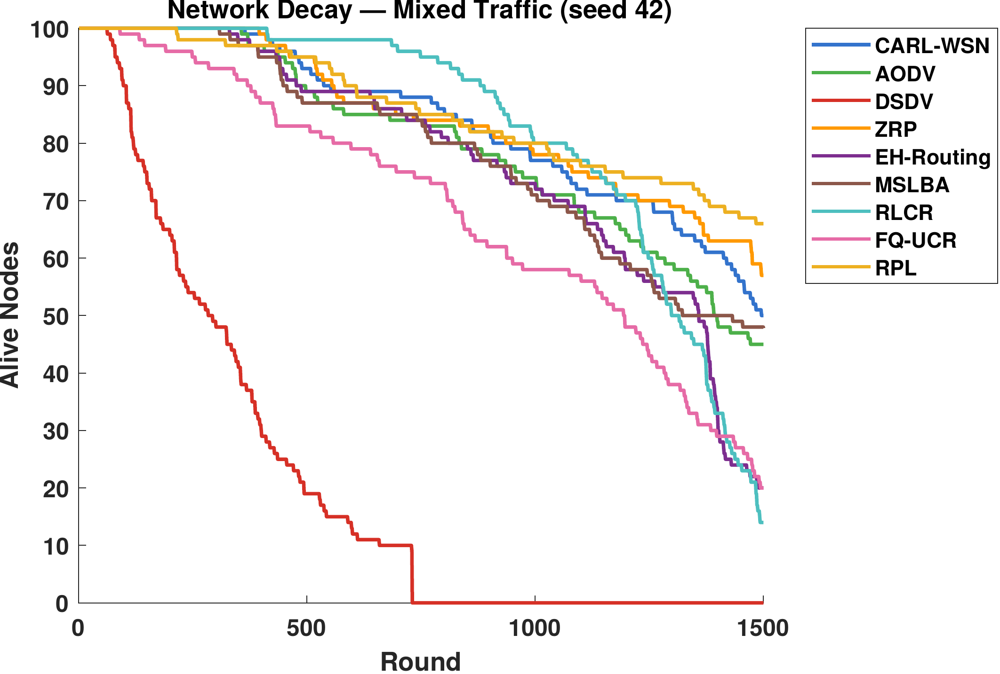 Network Decay — Mixed Traffic (seed 42)
100
90
80
70
60
50
40
30
20
10
0
Alive Nodes
0
500
1000
1500
Round
CARL-WSN
AODV
DSDV
ZRP
EH-Routing
MSLBA
RLCR
FQ-UCR
RPL